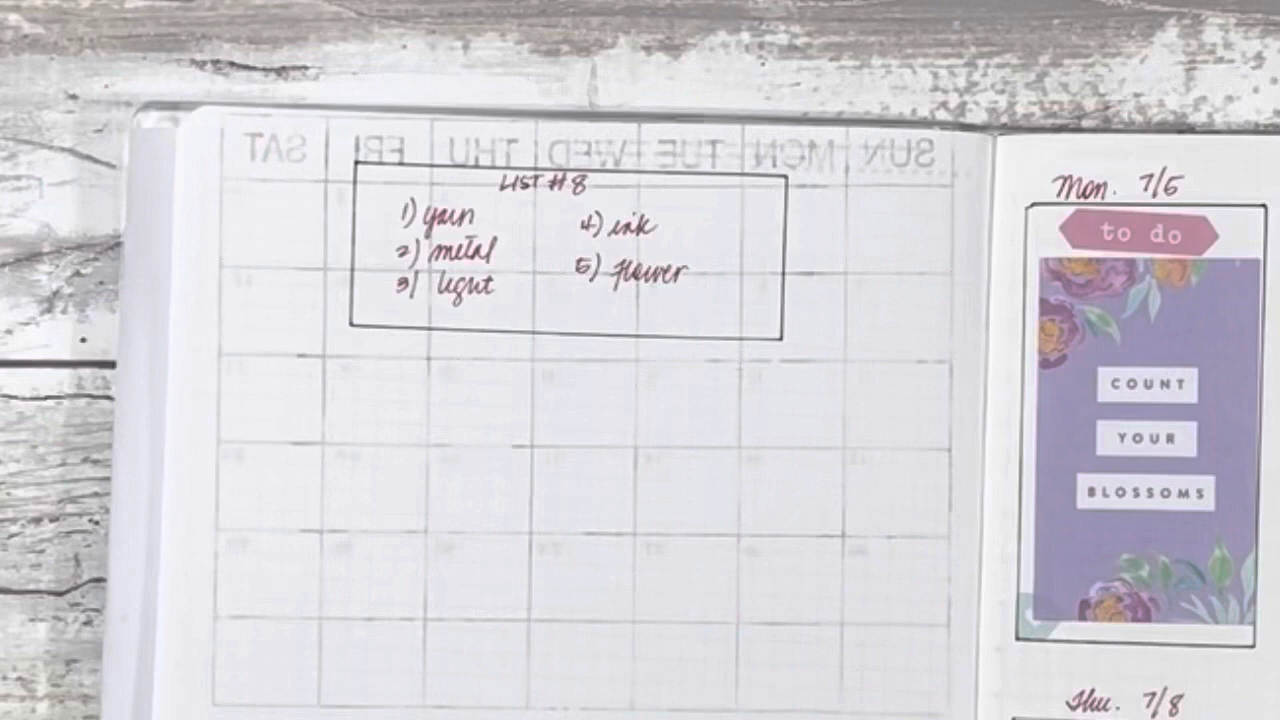 SAT FRI THU WED TUE MON SUN
LIST #8
1) yarn
2) metal
3) light
4) ink
5) flower
Mon. 7/5
to do
COUNT
YOUR
BLOSSOMS
Thu. 7/8